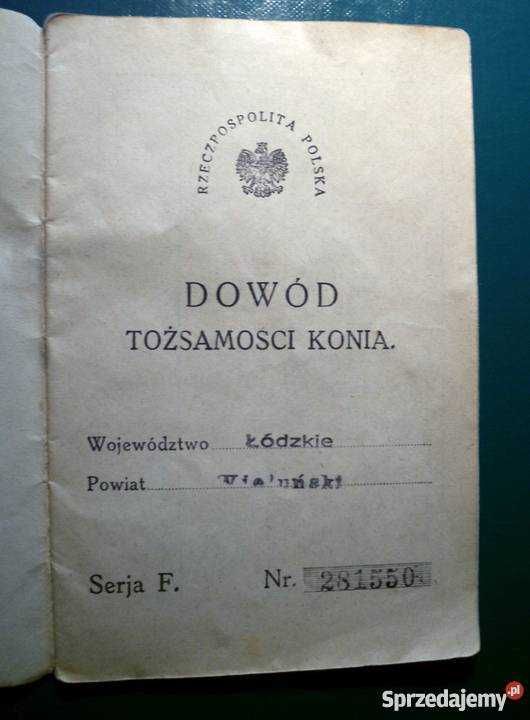 RZECZPOSPOLITA POLSKA
DOWÓD
TOŻSAMOSCI KONIA.
Województwo Łódzkie
Powiat Wieluński
Serja F. Nr. 281550
Sprzedajemy.pl